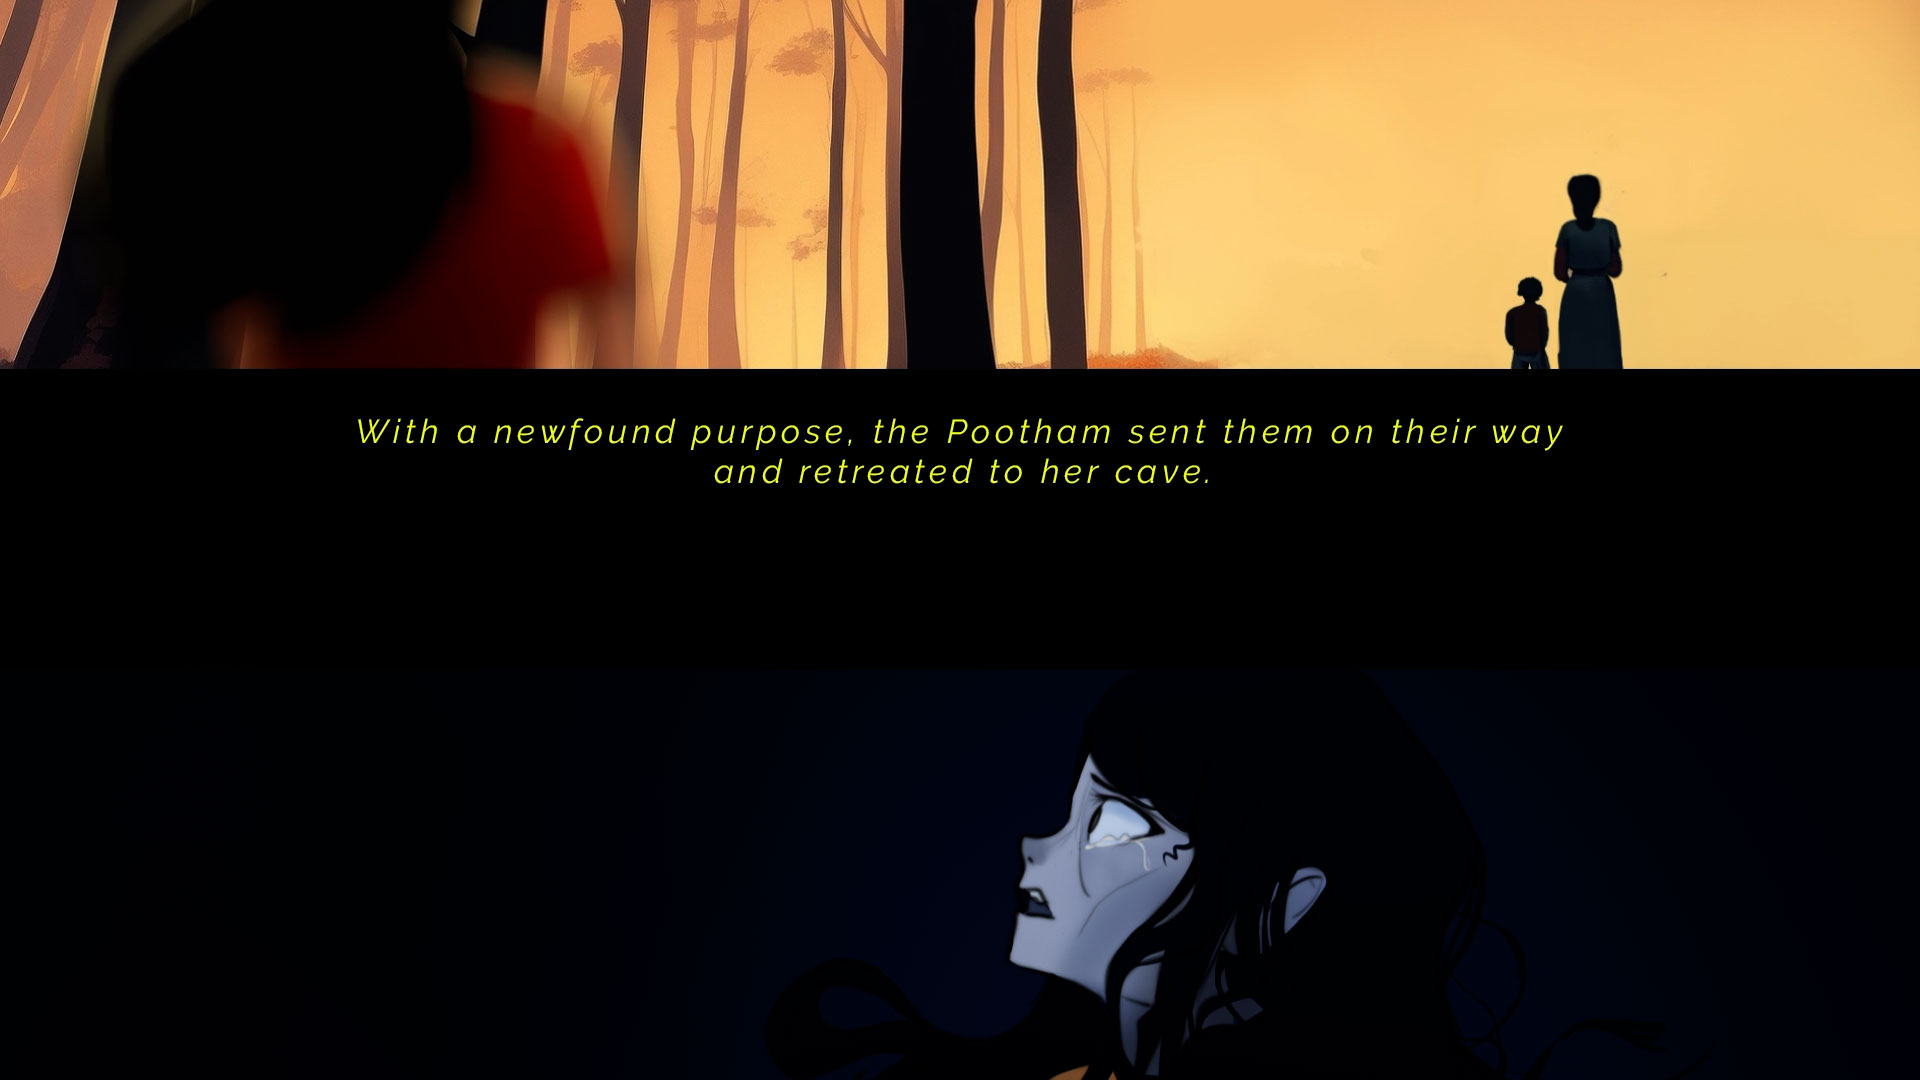 With a newfound purpose, the Pootham sent them on their way
and retreated to her cave.